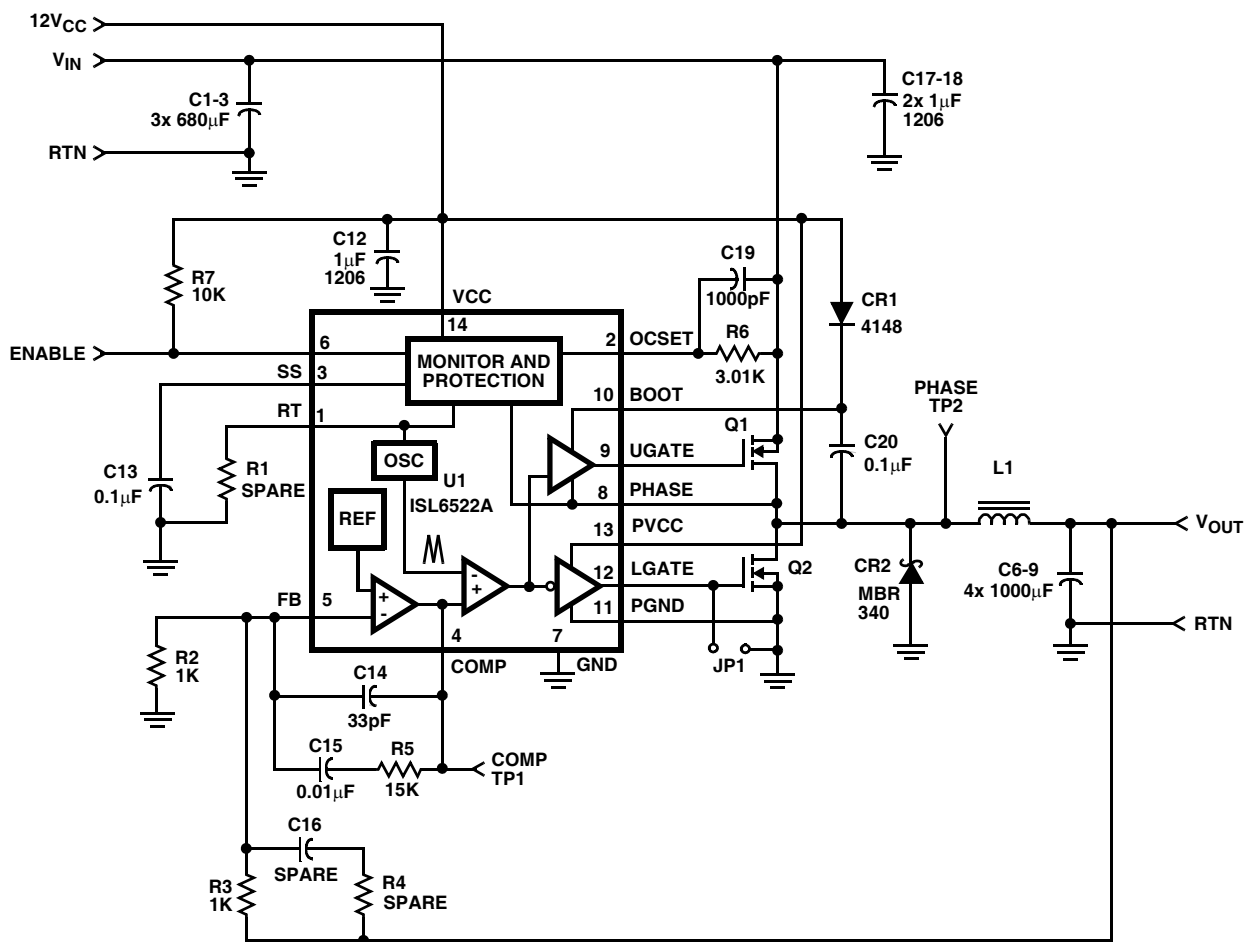 12VCC
VIN
C1-3
3x 680µF
RTN
C17-18
2x 1µF
1206
C12
1µF
1206
R7
10K
C19
1000pF
CR1
4148
VCC
14
ENABLE
6
MONITOR AND
PROTECTION
2
OCSET
R6
3.01K
SS
3
10
BOOT
PHASE
TP2
RT
1
Q1
OSC
9
UGATE
C20
0.1µF
L1
C13
0.1µF
R1
SPARE
U1
ISL6522A
8
PHASE
REF
13
PVCC
VOUT
12
LGATE
Q2
CR2
MBR
340
C6-9
4x 1000µF
FB
5
+
-
-
+
11
PGND
RTN
4
COMP
7
GND
JP1
R2
1K
C14
33pF
C15
0.01µF
R5
15K
COMP
TP1
C16
SPARE
R3
1K
R4
SPARE